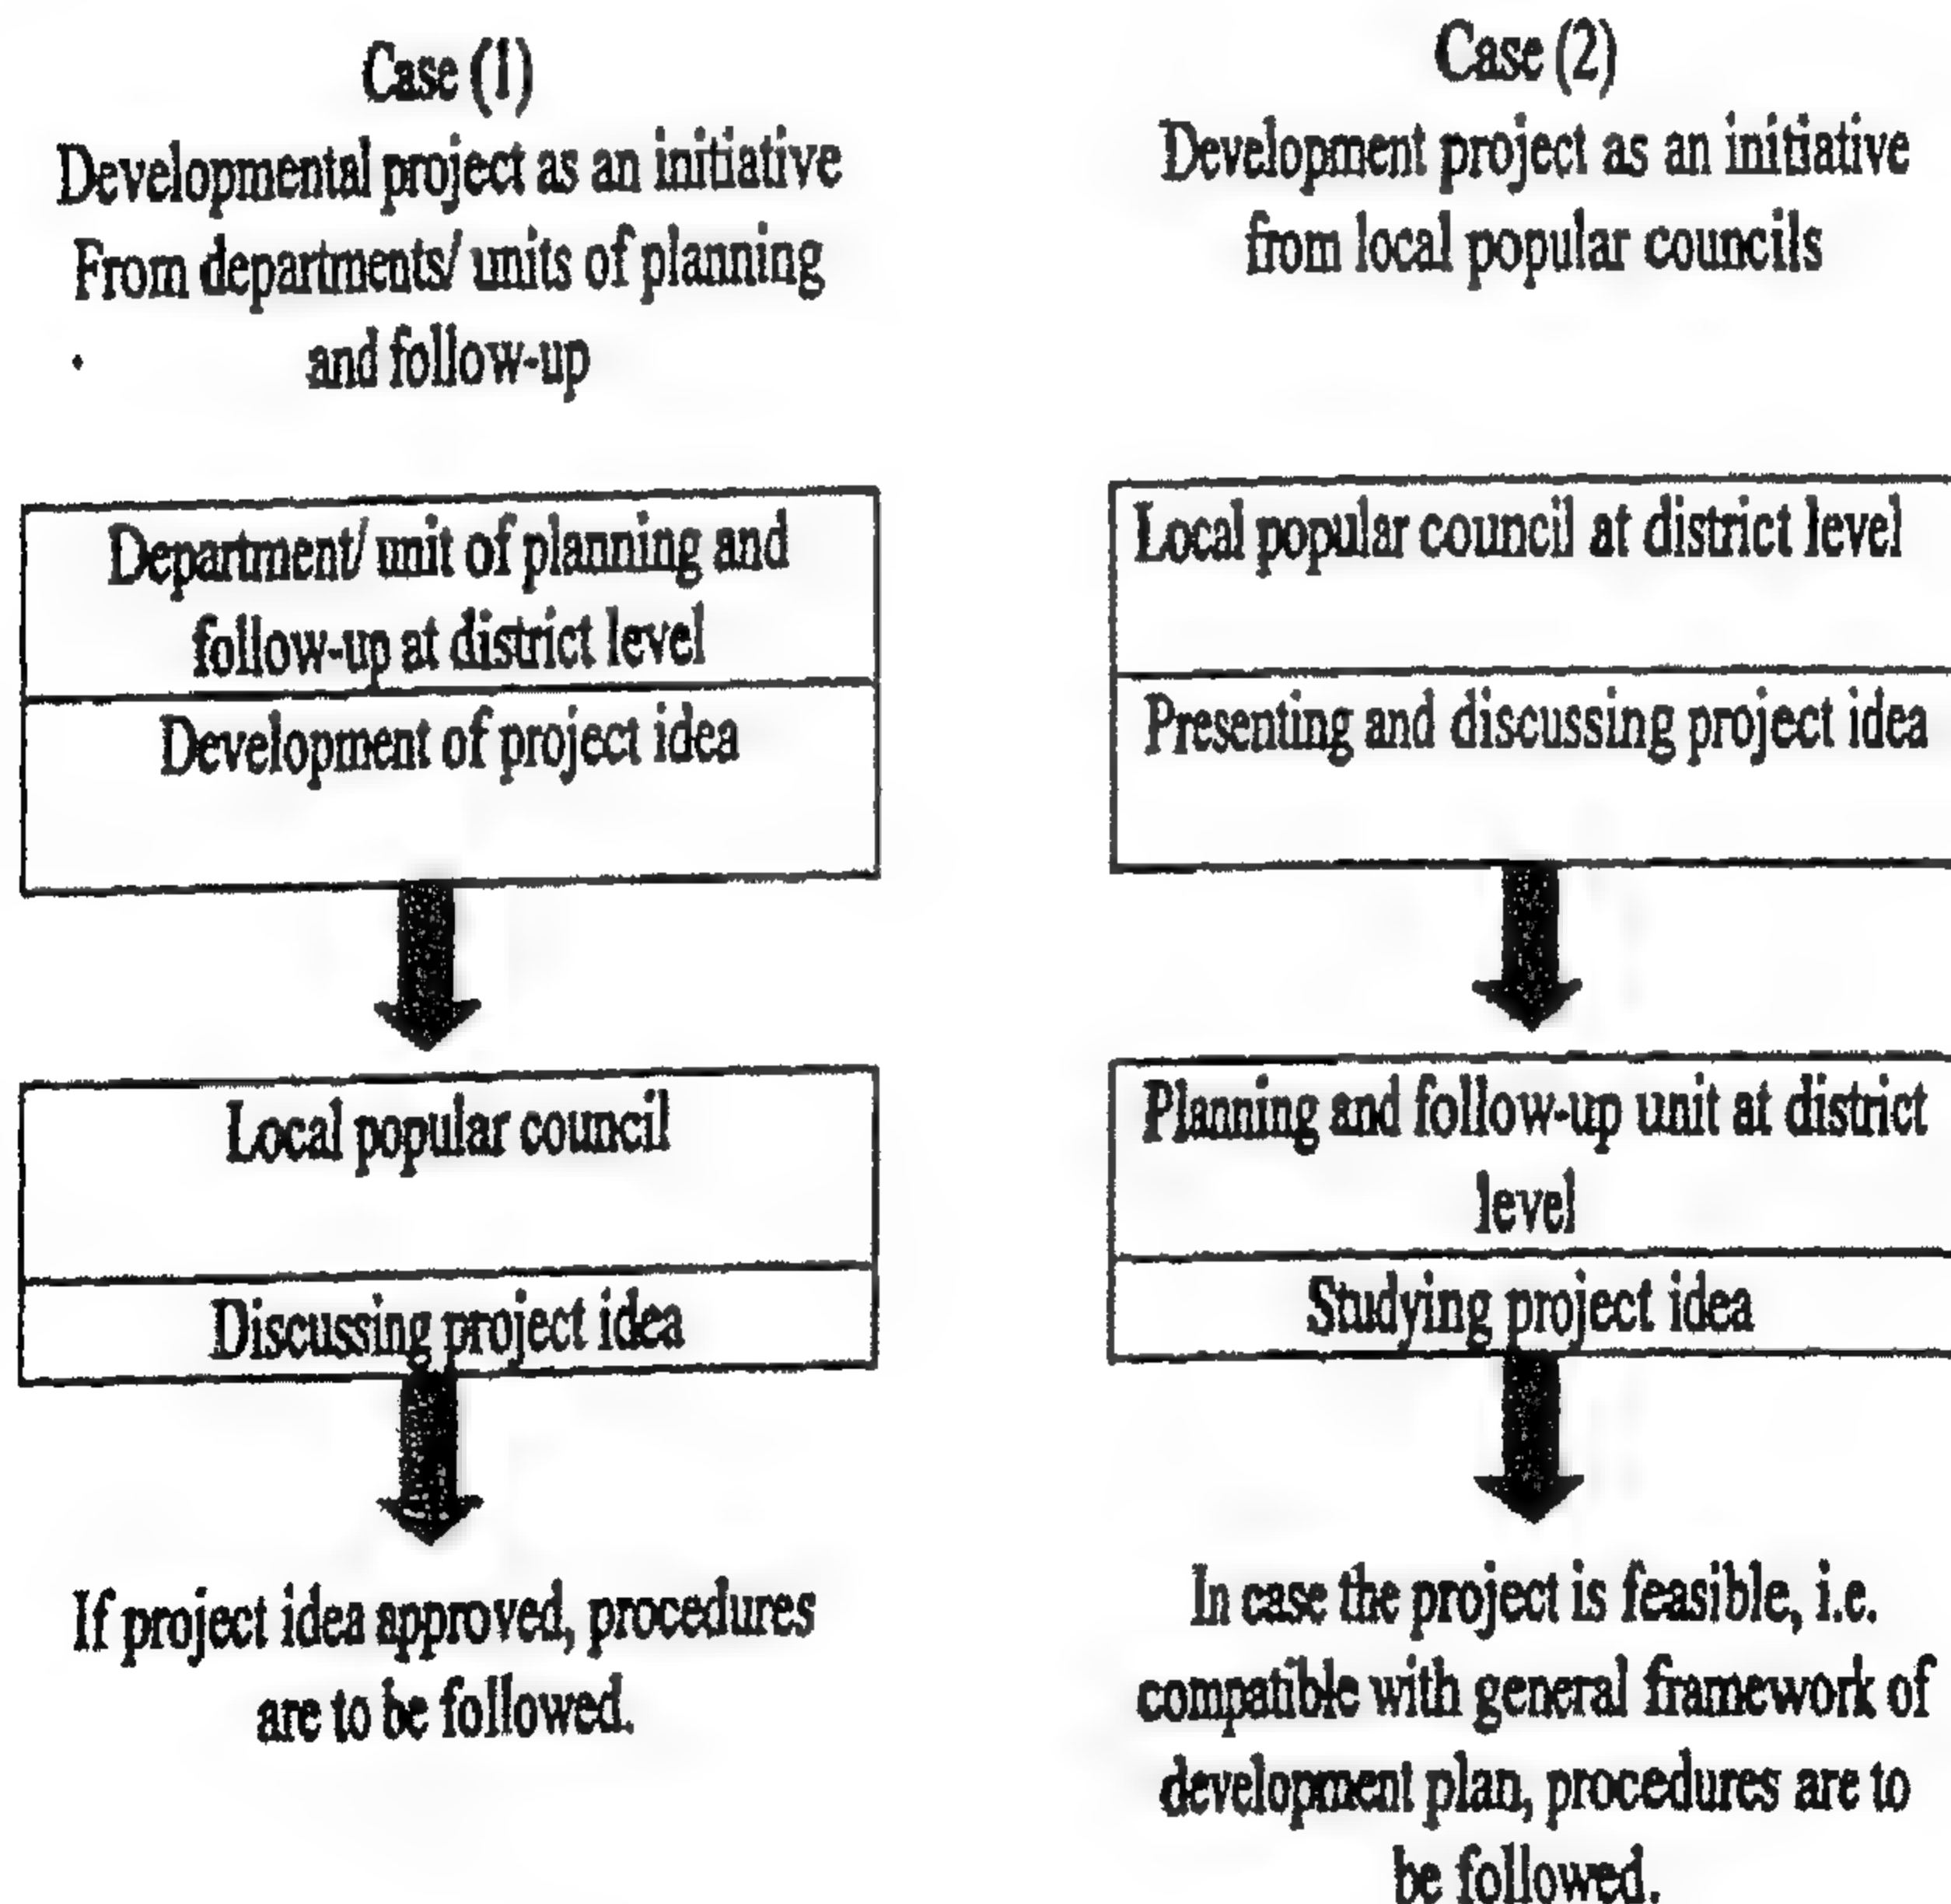 Case (1)
Developmental project as an initiative
From departments/ units of planning
and follow-up
Department/ unit of planning and
follow-up at district level
Development of project idea
Local popular council
Discussing project idea
If project idea approved, procedures
are to be followed.
Case (2)
Development project as an initiative
from local popular councils
Local popular council at district level
Presenting and discussing project idea
Planning and follow-up unit at district
level
Studying project idea
In case the project is feasible, i.e.
compatible with general framework of
development plan, procedures are to
be followed.